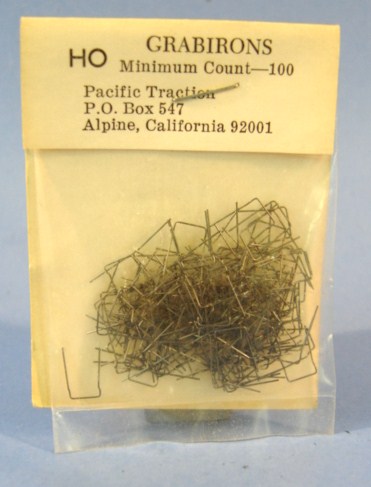 HO GRABIRONS
Minimum Count—100
Pacific Traction
P.O. Box 547
Alpine, California 92001